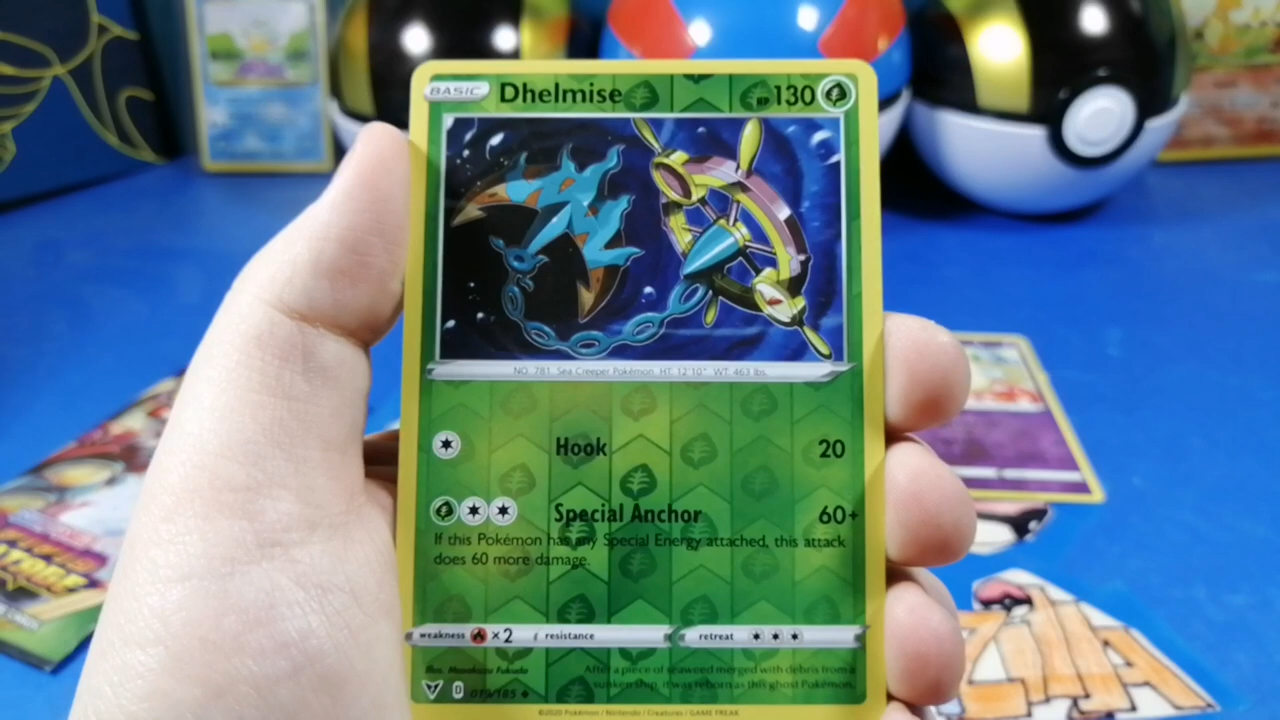 BASIC Dhelmise HP 130
NO. 781 Sea Creeper Pokémon HT: 12'10" WT: 463 lbs.
Hook 20
Special Anchor 60+
If this Pokémon has any Special Energy attached, this attack
does 60 more damage.
weakness ×2 resistance retreat
Illus. Masakazu Fukuda
After a piece of seaweed merged with debris from a
sunken ship, it was reborn as this ghost Pokémon.
D 019/185
©2020 Pokémon / Nintendo / Creatures / GAME FREAK